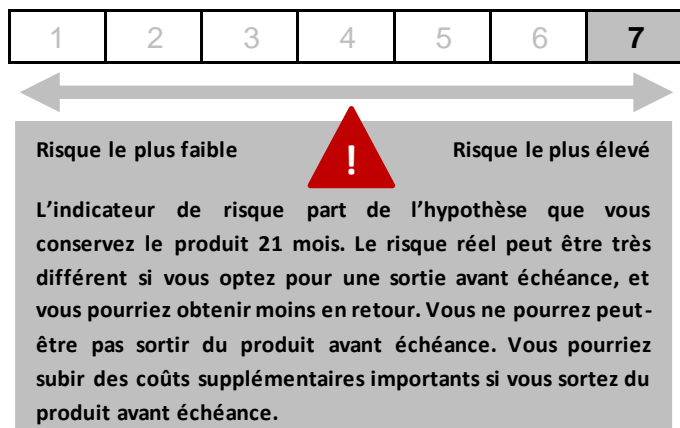 1 2 3 4 5 6 7
!
Risque le plus faible Risque le plus élevé
L’indicateur de risque part de l’hypothèse que vous
conservez le produit 21 mois. Le risque réel peut être très
différent si vous optez pour une sortie avant échéance, et
vous pourriez obtenir moins en retour. Vous ne pourrez peut-
être pas sortir du produit avant échéance. Vous pourriez
subir des coûts supplémentaires importants si vous sortez du
produit avant échéance.